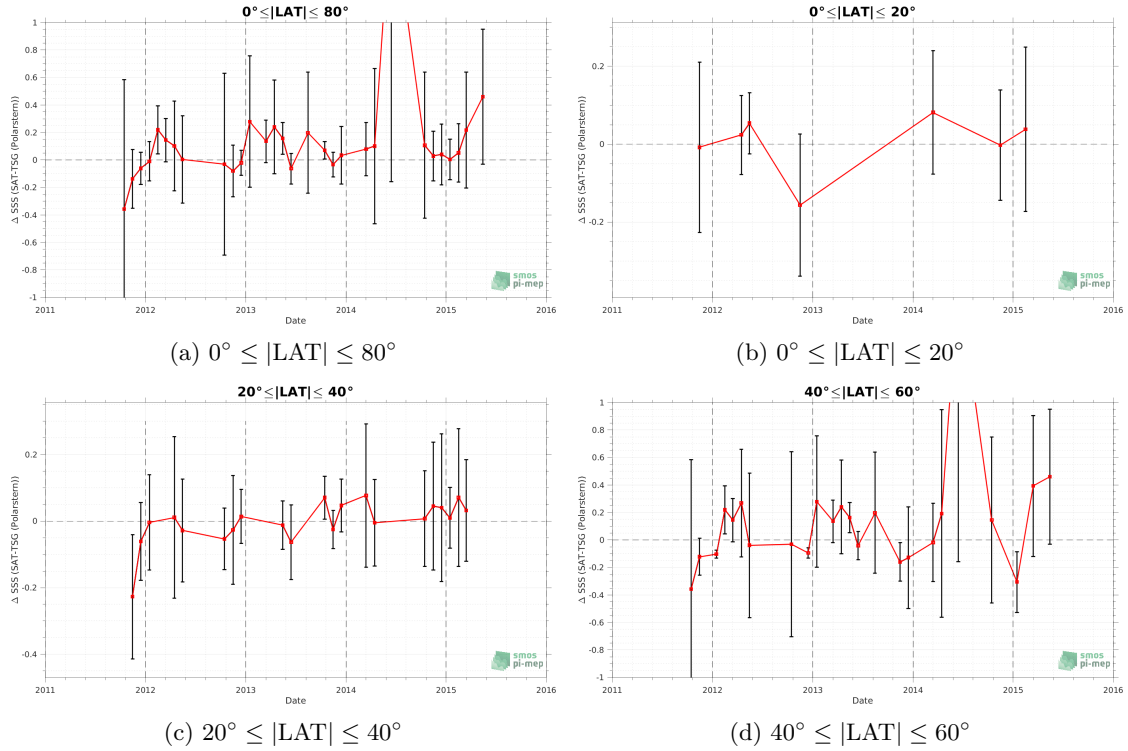 0°≤|LAT|≤ 80°
1
0.8
0.6
0.4
0.2
0
-0.2
-0.4
-0.6
-0.8
-1
Δ SSS (SAT-TSG (Polarstern))
2011
2012
2013
2014
2015
2016
Date
smos
pi-mep
(a) 0° ≤ |LAT| ≤ 80°
0°≤|LAT|≤ 20°
0.2
0
-0.2
Δ SSS (SAT-TSG (Polarstern))
2011
2012
2013
2014
2015
2016
Date
smos
pi-mep
(b) 0° ≤ |LAT| ≤ 20°
20°≤|LAT|≤ 40°
0.2
0
-0.2
-0.4
Δ SSS (SAT-TSG (Polarstern))
2011
2012
2013
2014
2015
2016
Date
smos
pi-mep
(c) 20° ≤ |LAT| ≤ 40°
40°≤|LAT|≤ 60°
1
0.8
0.6
0.4
0.2
0
-0.2
-0.4
-0.6
-0.8
-1
Δ SSS (SAT-TSG (Polarstern))
2011
2012
2013
2014
2015
2016
Date
smos
pi-mep
(d) 40° ≤ |LAT| ≤ 60°